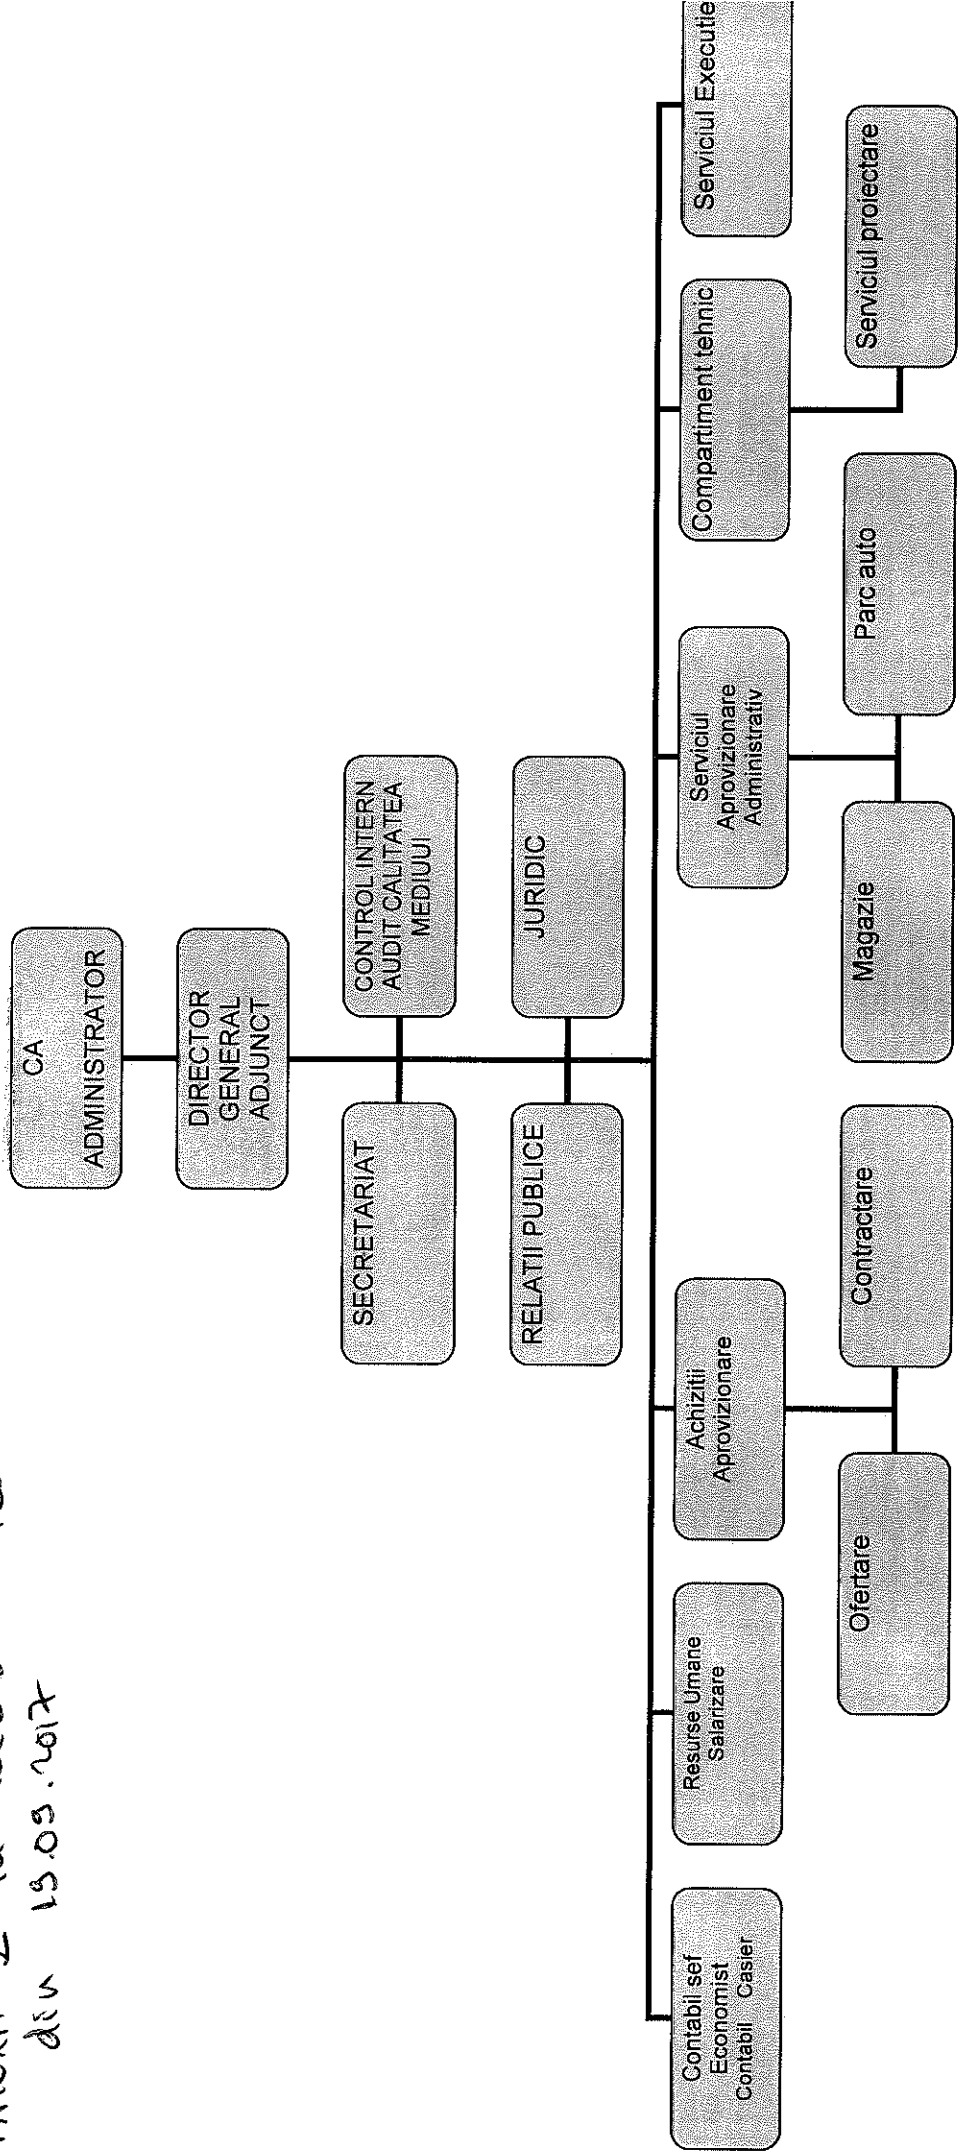 din 19.09.2017
CA
ADMINISTRATOR
DIRECTOR
GENERAL
ADJUNCT
SECRETARIAT
CONTROL INTERN
AUDIT CALITATEA
MEDIUUI
RELATII PUBLICE
JURIDIC
Contabil sef
Economist
Contabil Casier
Resurse Umane
Salarizare
Achizitii
Aprovizionare
Serviciul
Aprovizionare
Administrativ
Compartiment tehnic
Serviciul Executie
Ofertare
Contractare
Magazie
Parc auto
Serviciul proiectare